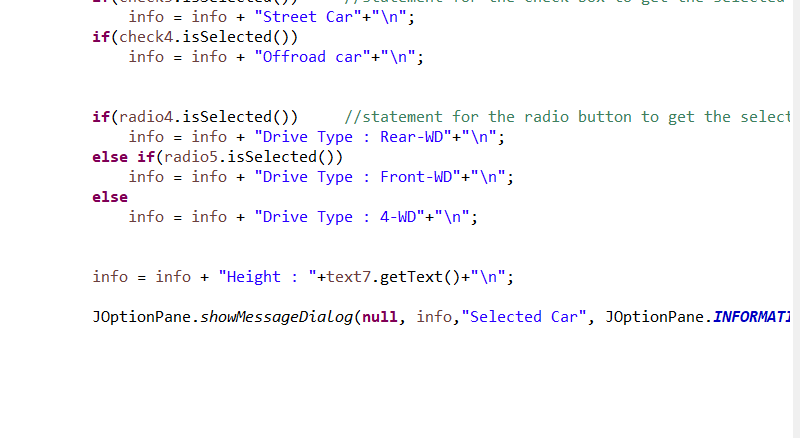 if(check3.isSelected()) //statement for the check box to get the selected
info = info + "Street Car"+"\n";
if(check4.isSelected())
info = info + "Offroad car"+"\n";
if(radio4.isSelected()) //statement for the radio button to get the select
info = info + "Drive Type : Rear-WD"+"\n";
else if(radio5.isSelected())
info = info + "Drive Type : Front-WD"+"\n";
else
info = info + "Drive Type : 4-WD"+"\n";
info = info + "Height : "+text7.getText()+"\n";
JOptionPane.showMessageDialog(null, info,"Selected Car", JOptionPane.INFORMATI